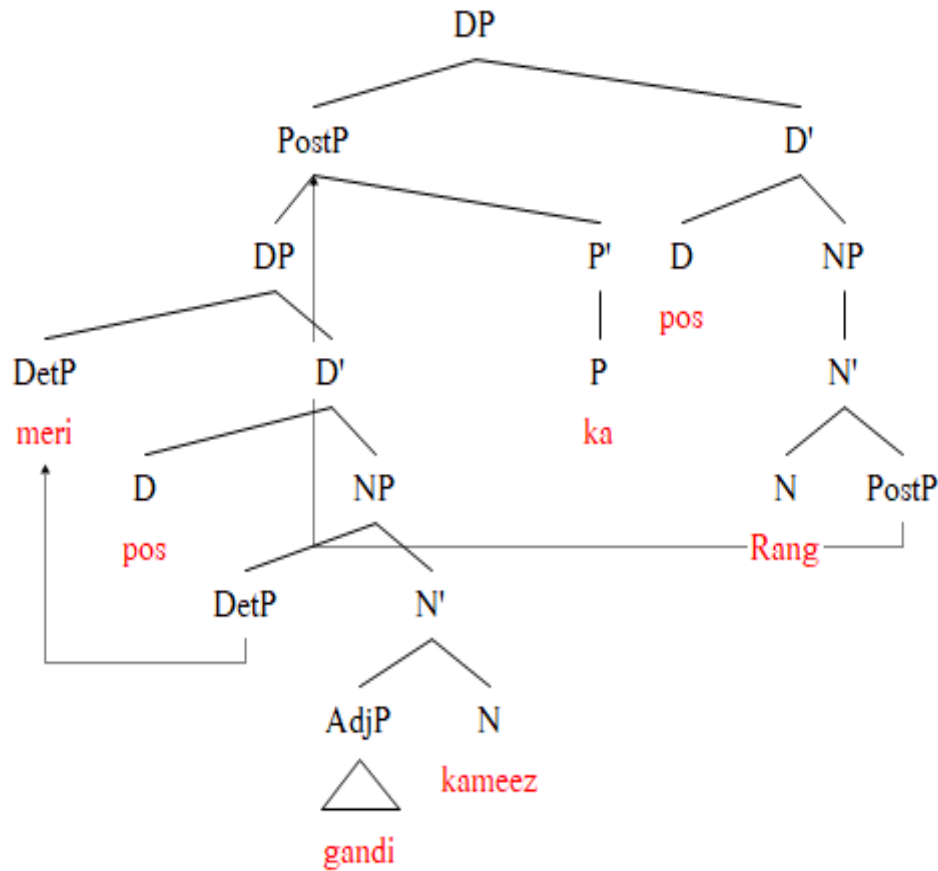 DP
PostP D'
DP P' D NP
pos
DetP D' P N'
meri ka
D NP N PostP
pos Rang
DetP N'
AdjP N
kameez
gandi